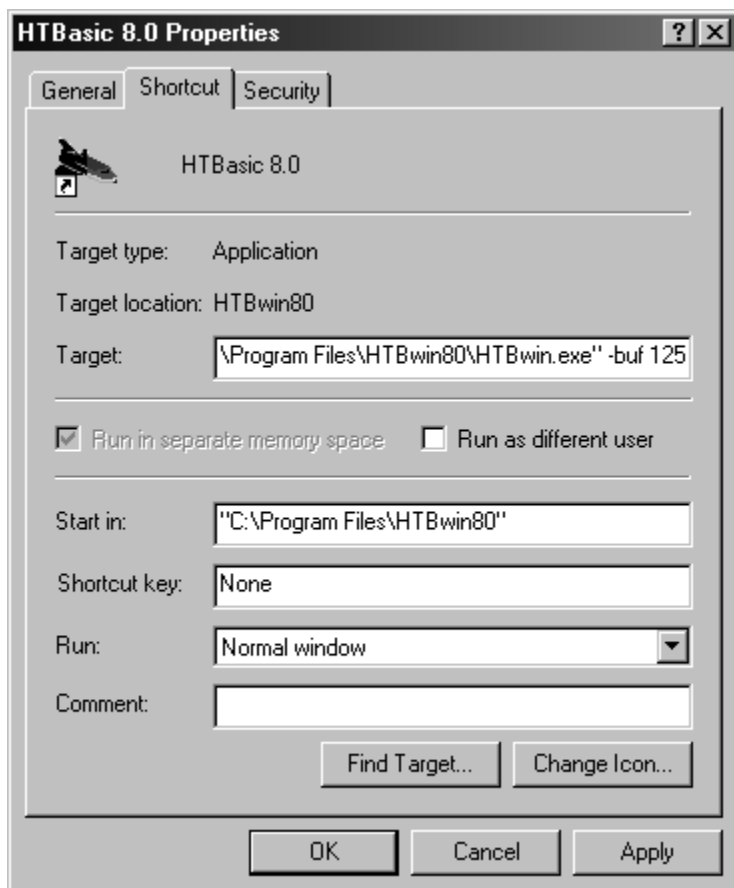 HTBasic 8.0 Properties
General Shortcut Security
HTBasic 8.0
Target type: Application
Target location: HTBwin80
Target: \Program Files\HTBwin80\HTBwin.exe" -buf 125
Run in separate memory space Run as different user
Start in: "C:\Program Files\HTBwin80"
Shortcut key: None
Run: Normal window
Comment:
Find Target... Change Icon...
OK Cancel Apply